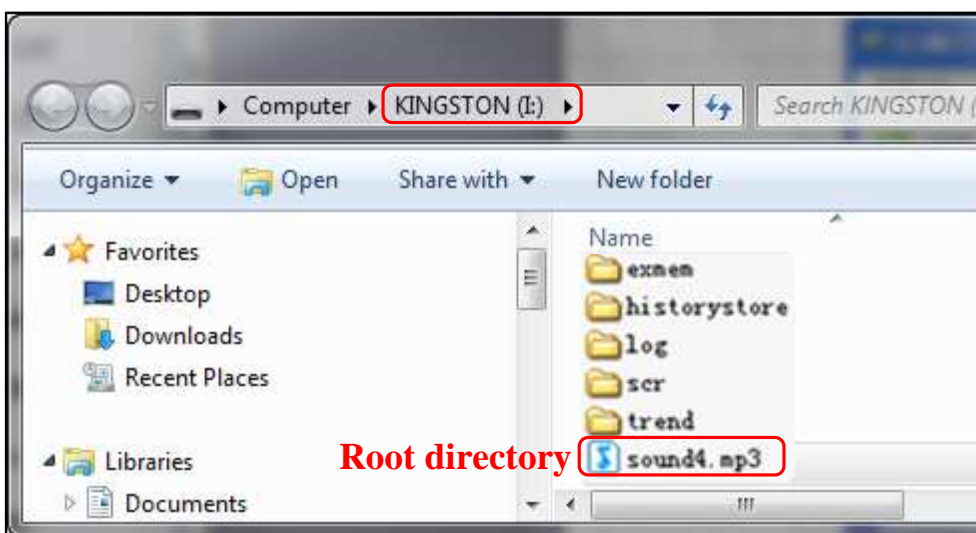 Computer KINGSTON (I:) Search KINGSTON (
Organize Open Share with New folder
Favorites
Desktop
Downloads
Recent Places
Libraries
Documents
Name
exmem
historystore
log
scr
trend
Root directory sound4.mp3